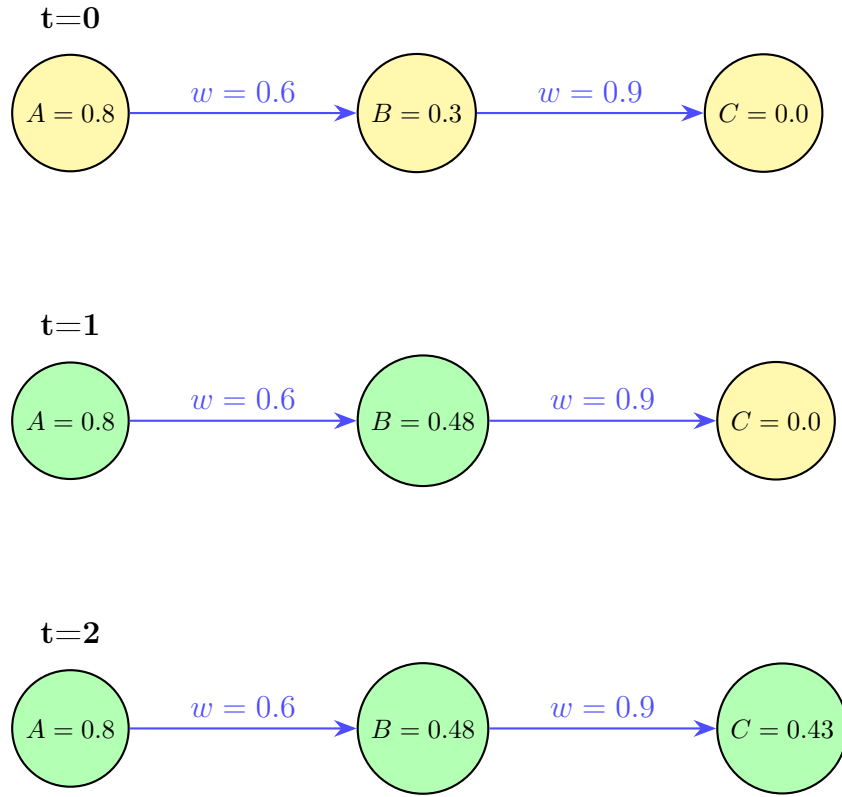 t=0
w = 0.6 w = 0.9
A = 0.8 B = 0.3 C = 0.0
t=1
w = 0.6 w = 0.9
A = 0.8 B = 0.48 C = 0.0
t=2
w = 0.6 w = 0.9
A = 0.8 B = 0.48 C = 0.43